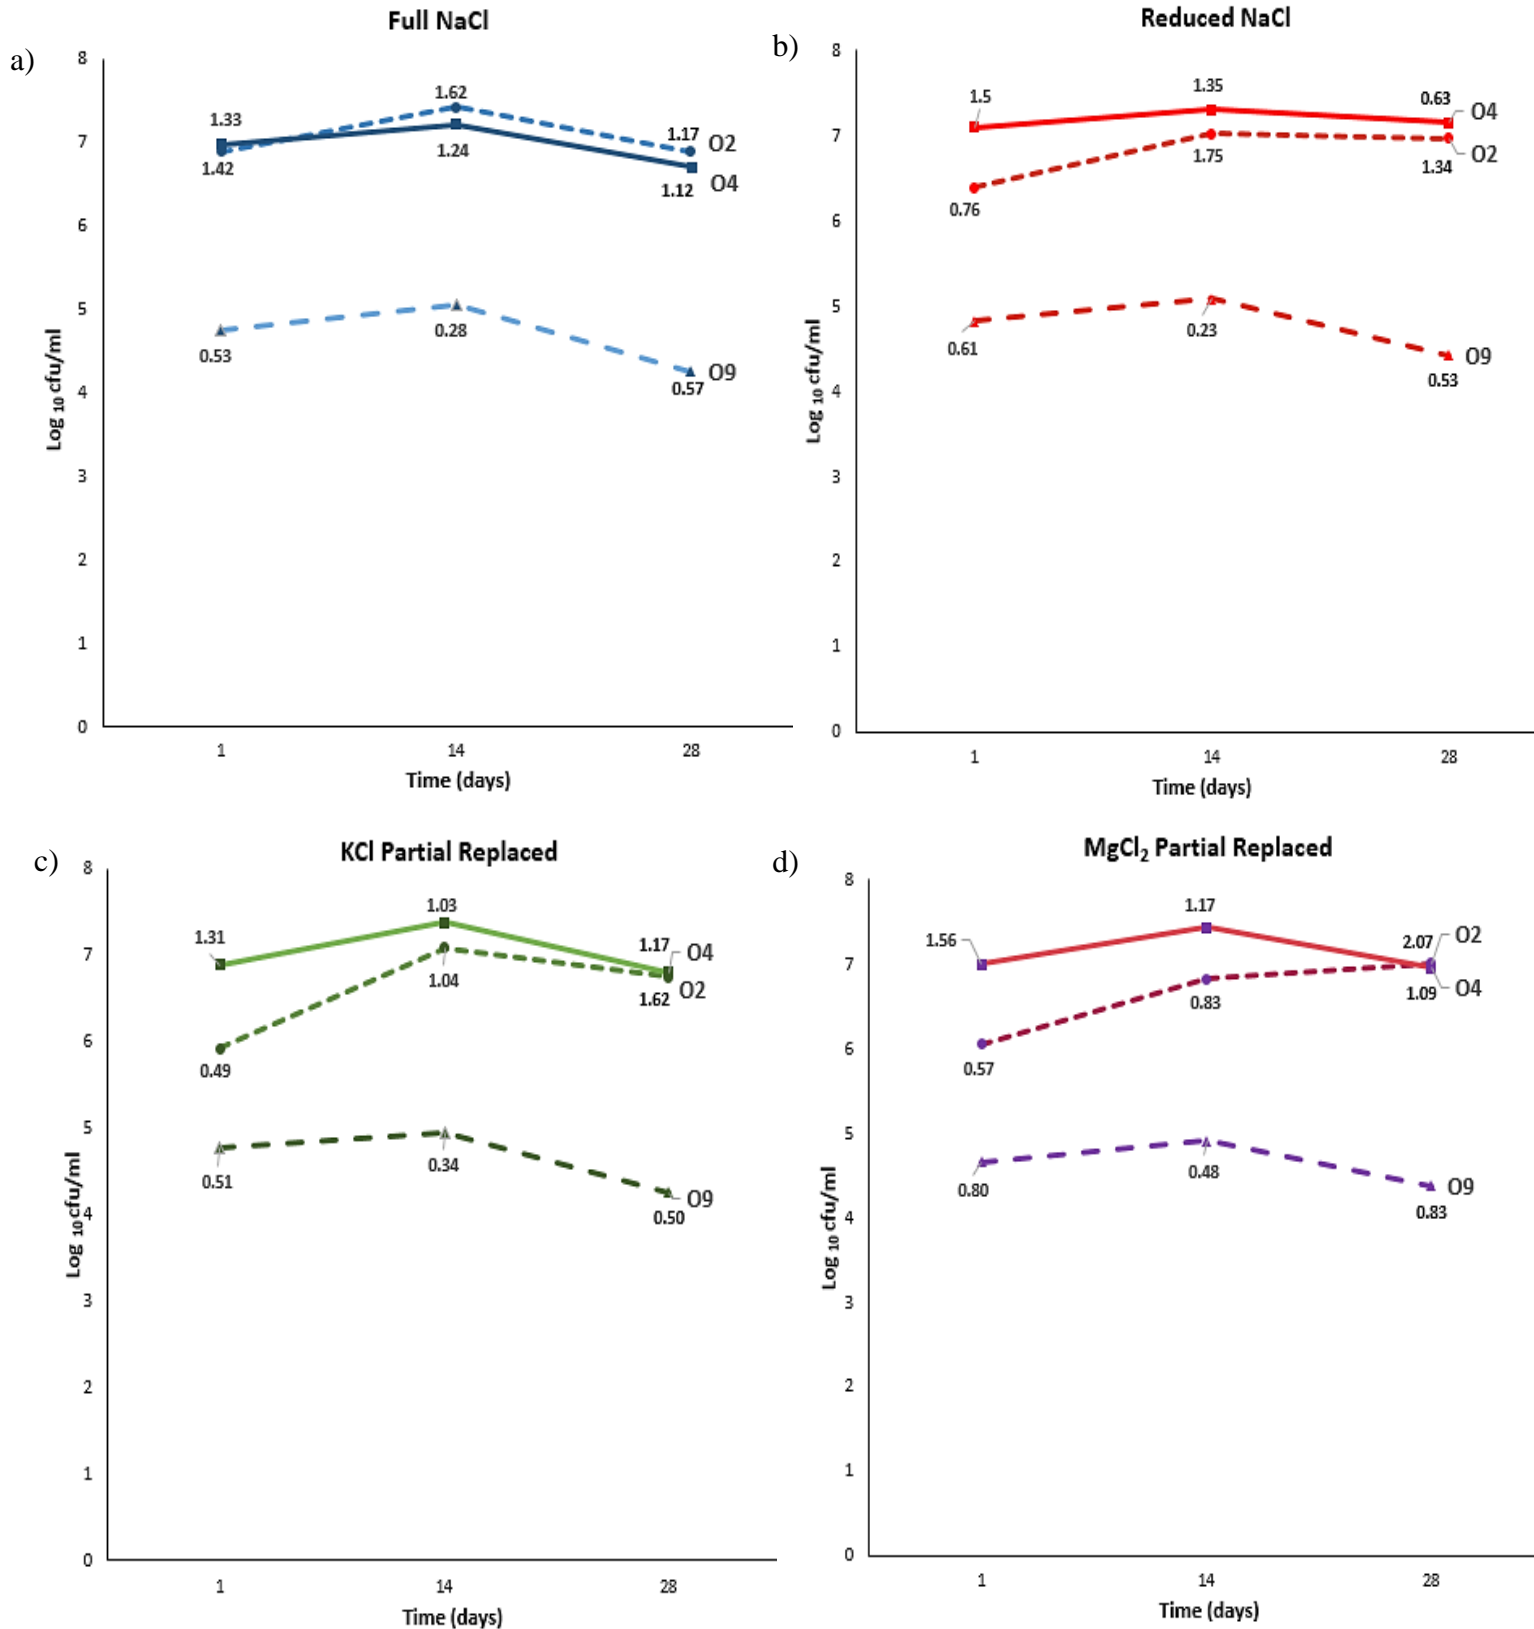 a)
Full NaCl
8
7
6
5
4
3
2
1
0
Log 10 cfu/ml
1.33
1.42
1.62
1.24
1.17
O2
1.12
O4
0.53
0.28
O9
0.57
1 14 28
Time (days)
b)
Reduced NaCl
8
7
6
5
4
3
2
1
0
Log 10 cfu/ml
1.5
1.35
0.63
O4
O2
0.76
1.75
1.34
0.61
0.23
O9
0.53
1 14 28
Time (days)
c)
KCl Partial Replaced
8
7
6
5
4
3
2
1
0
Log 10 cfu/ml
1.31
1.03
1.17
O4
1.04
O2
1.62
0.49
0.51
0.34
O9
0.50
1 14 28
Time (days)
d)
MgCl2 Partial Replaced
8
7
6
5
4
3
2
1
0
Log 10 cfu/ml
1.56
1.17
2.07
O2
0.83
1.09
O4
0.57
0.80
0.48
O9
0.83
1 14 28
Time (days)